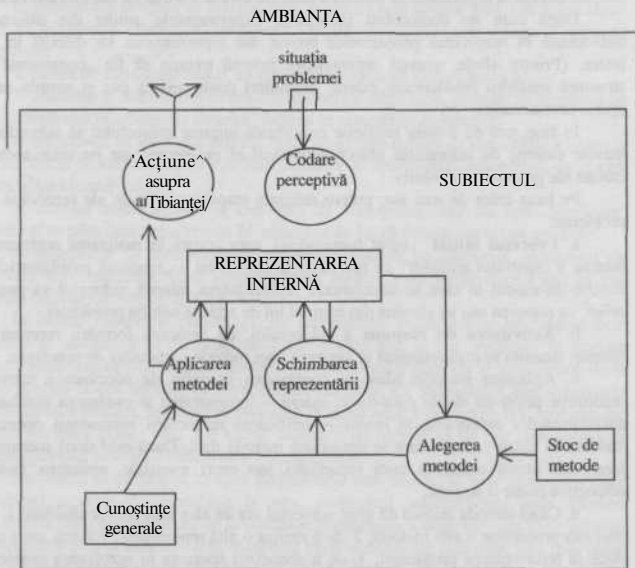 AMBIANȚA
situația
problemei
'Acțiune^
asupra
arTibianței/
Codare
perceptivă
SUBIECTUL
REPREZENTAREA
INTERNĂ
Aplicarea
metodei
Schimbarea
reprezentării
Alegerea
metodei
Stoc de
metode
Cunoștințe
generale